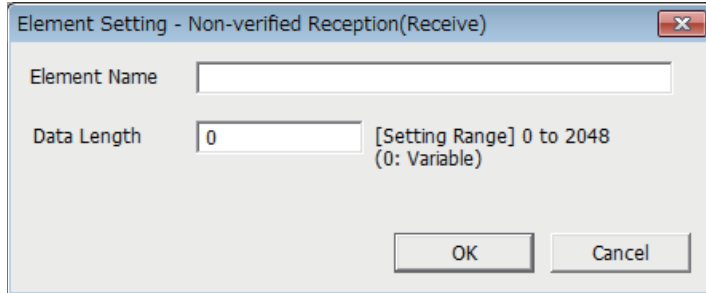 Element Setting - Non-verified Reception(Receive)
Element Name
Data Length 0 [Setting Range] 0 to 2048
(0: Variable)
OK Cancel